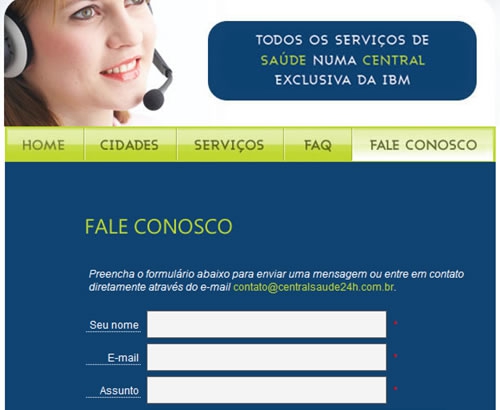 TODOS OS SERVIÇOS DE
SAÚDE NUMA CENTRAL
EXCLUSIVA DA IBM
HOME CIDADES SERVIÇOS FAQ FALE CONOSCO
FALE CONOSCO
Preencha o formulário abaixo para enviar uma mensagem ou entre em contato
diretamente através do e-mail contato@centralsaude24h.com.br.
Seu nome *
E-mail *
Assunto *